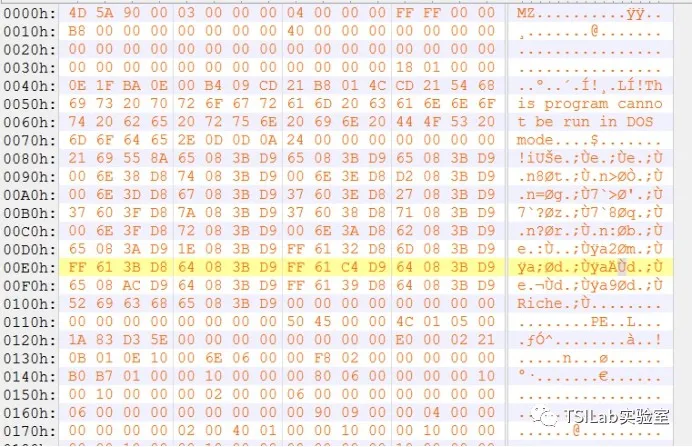 0000h: 4D 5A 90 00 03 00 00 00 04 00 00 00 FF FF 00 00 MZ..........ÿÿ..
0010h: B8 00 00 00 00 00 00 00 40 00 00 00 00 00 00 00 ¸.......@.......
0020h: 00 00 00 00 00 00 00 00 00 00 00 00 00 00 00 00 ................
0030h: 00 00 00 00 00 00 00 00 00 00 00 00 18 01 00 00 ................
0040h: 0E 1F BA 0E 00 B4 09 CD 21 B8 01 4C CD 21 54 68 ..º..´.Í!¸.LÍ!Th
0050h: 69 73 20 70 72 6F 67 72 61 6D 20 63 61 6E 6E 6F is program canno
0060h: 74 20 62 65 20 72 75 6E 20 69 6E 20 44 4F 53 20 t be run in DOS
0070h: 6D 6F 64 65 2E 0D 0D 0A 24 00 00 00 00 00 00 00 mode....$.......
0080h: 21 69 55 8A 65 08 3B D9 65 08 3B D9 65 08 3B D9 !iUŠe.;Ùe.;Ùe.;Ù
0090h: 00 6E 38 D8 74 08 3B D9 00 6E 3E D8 D2 08 3B D9 .n8Øt.;Ù.n>ØÒ.;Ù
00A0h: 00 6E 3D D8 67 08 3B D9 37 60 3E D8 27 08 3B D9 .n=Øg.;Ù7`>Ø'.;Ù
00B0h: 37 60 3F D8 7A 08 3B D9 37 60 38 D8 71 08 3B D9 7`?Øz.;Ù7`8Øq.;Ù
00C0h: 00 6E 3F D8 72 08 3B D9 00 6E 3A D8 62 08 3B D9 .n?Ør.;Ù.n:Øb.;Ù
00D0h: 65 08 3A D9 1E 08 3B D9 FF 61 32 D8 6D 08 3B D9 e.:Ù..;Ùÿa2Øm.;Ù
00E0h: FF 61 3B D8 64 08 3B D9 FF 61 C4 D9 64 08 3B D9 ÿa;Ød.;ÙÿaÄÙd.;Ù
00F0h: 65 08 AC D9 64 08 3B D9 FF 61 39 D8 64 08 3B D9 e.¬Ùd.;Ùÿa9Ød.;Ù
0100h: 52 69 63 68 65 08 3B D9 00 00 00 00 00 00 00 00 Riche.;Ù........
0110h: 00 00 00 00 00 00 00 00 50 45 00 00 4C 01 05 00 ........PE..L...
0120h: 1A 83 D3 5E 00 00 00 00 00 00 00 00 E0 00 02 21 .ƒÓ^........à..!
0130h: 0B 01 0E 10 00 6E 06 00 00 F8 02 00 00 00 00 00 .....n...ø......
0140h: B0 B7 01 00 00 10 00 00 00 80 06 00 00 00 00 10 °·.......€......
0150h: 00 10 00 00 00 02 00 00 06 00 00 00 00 00 00 00 ................
0160h: 06 00 00 00 00 00 00 00 00 90 09 00 00 04 00 00
0170h: 00 00 00 00 02 00 40 01 00 00 10 00 00 10 00 00 ......@.
TSILab实验室